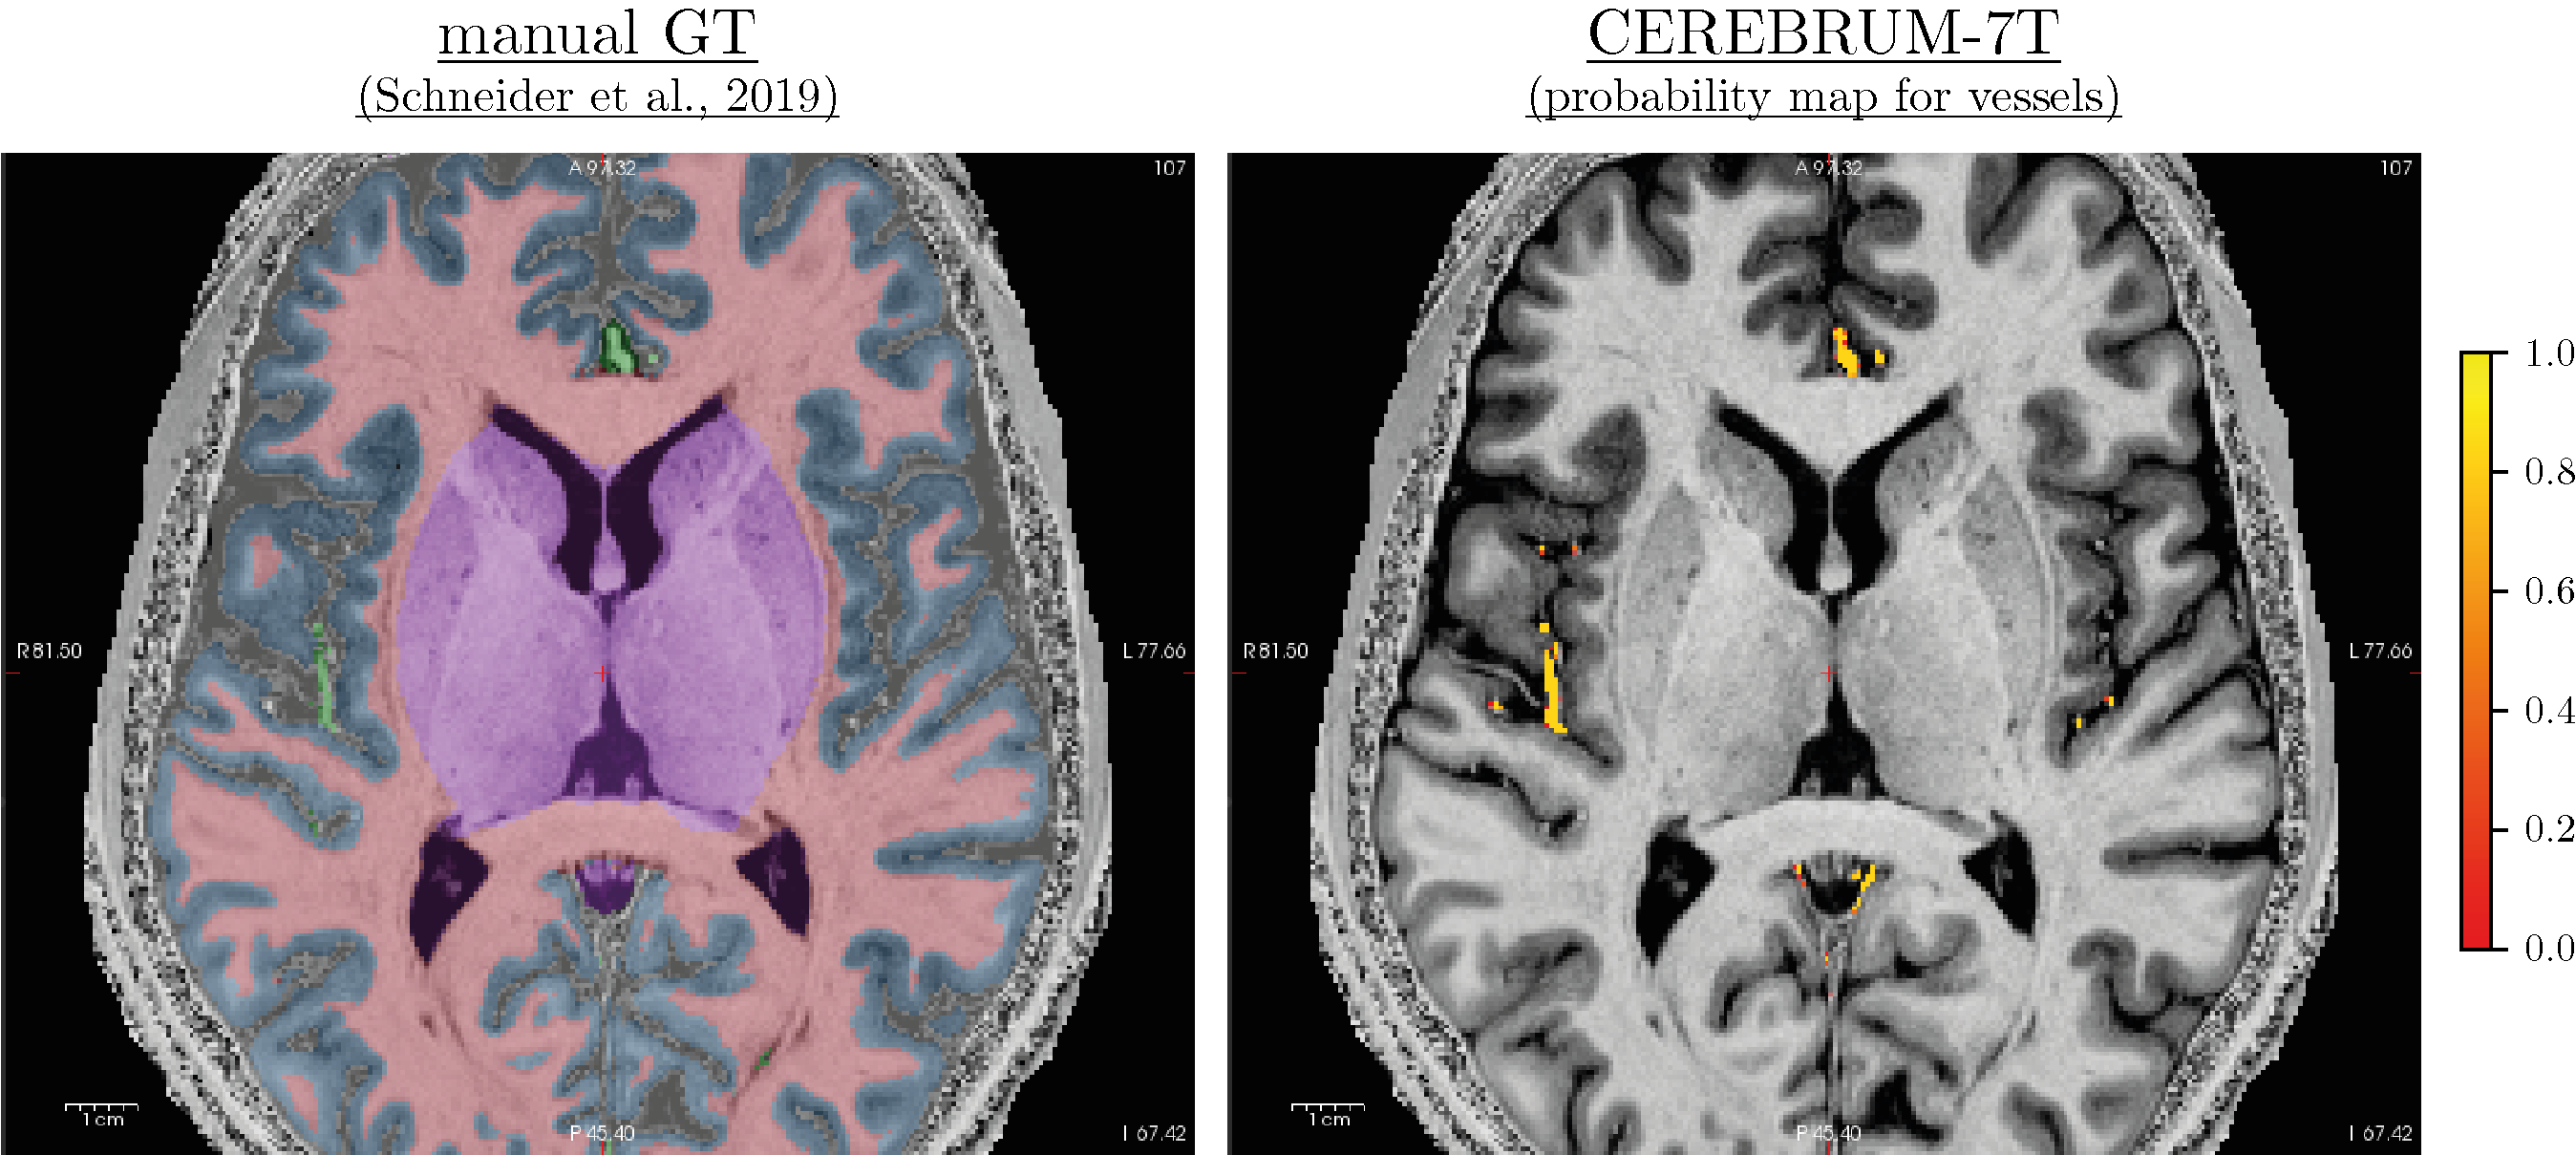 manual GT
(Schneider et al., 2019)
CEREBRUM-7T
(probability map for vessels)
A 97.32
107
R 81.50
L 77.66
1 cm
P 45.40
I 67.42
A 97.32
107
R 81.50
L 77.66
1 cm
P 45.40
I 67.42
1.0
0.8
0.6
0.4
0.2
0.0